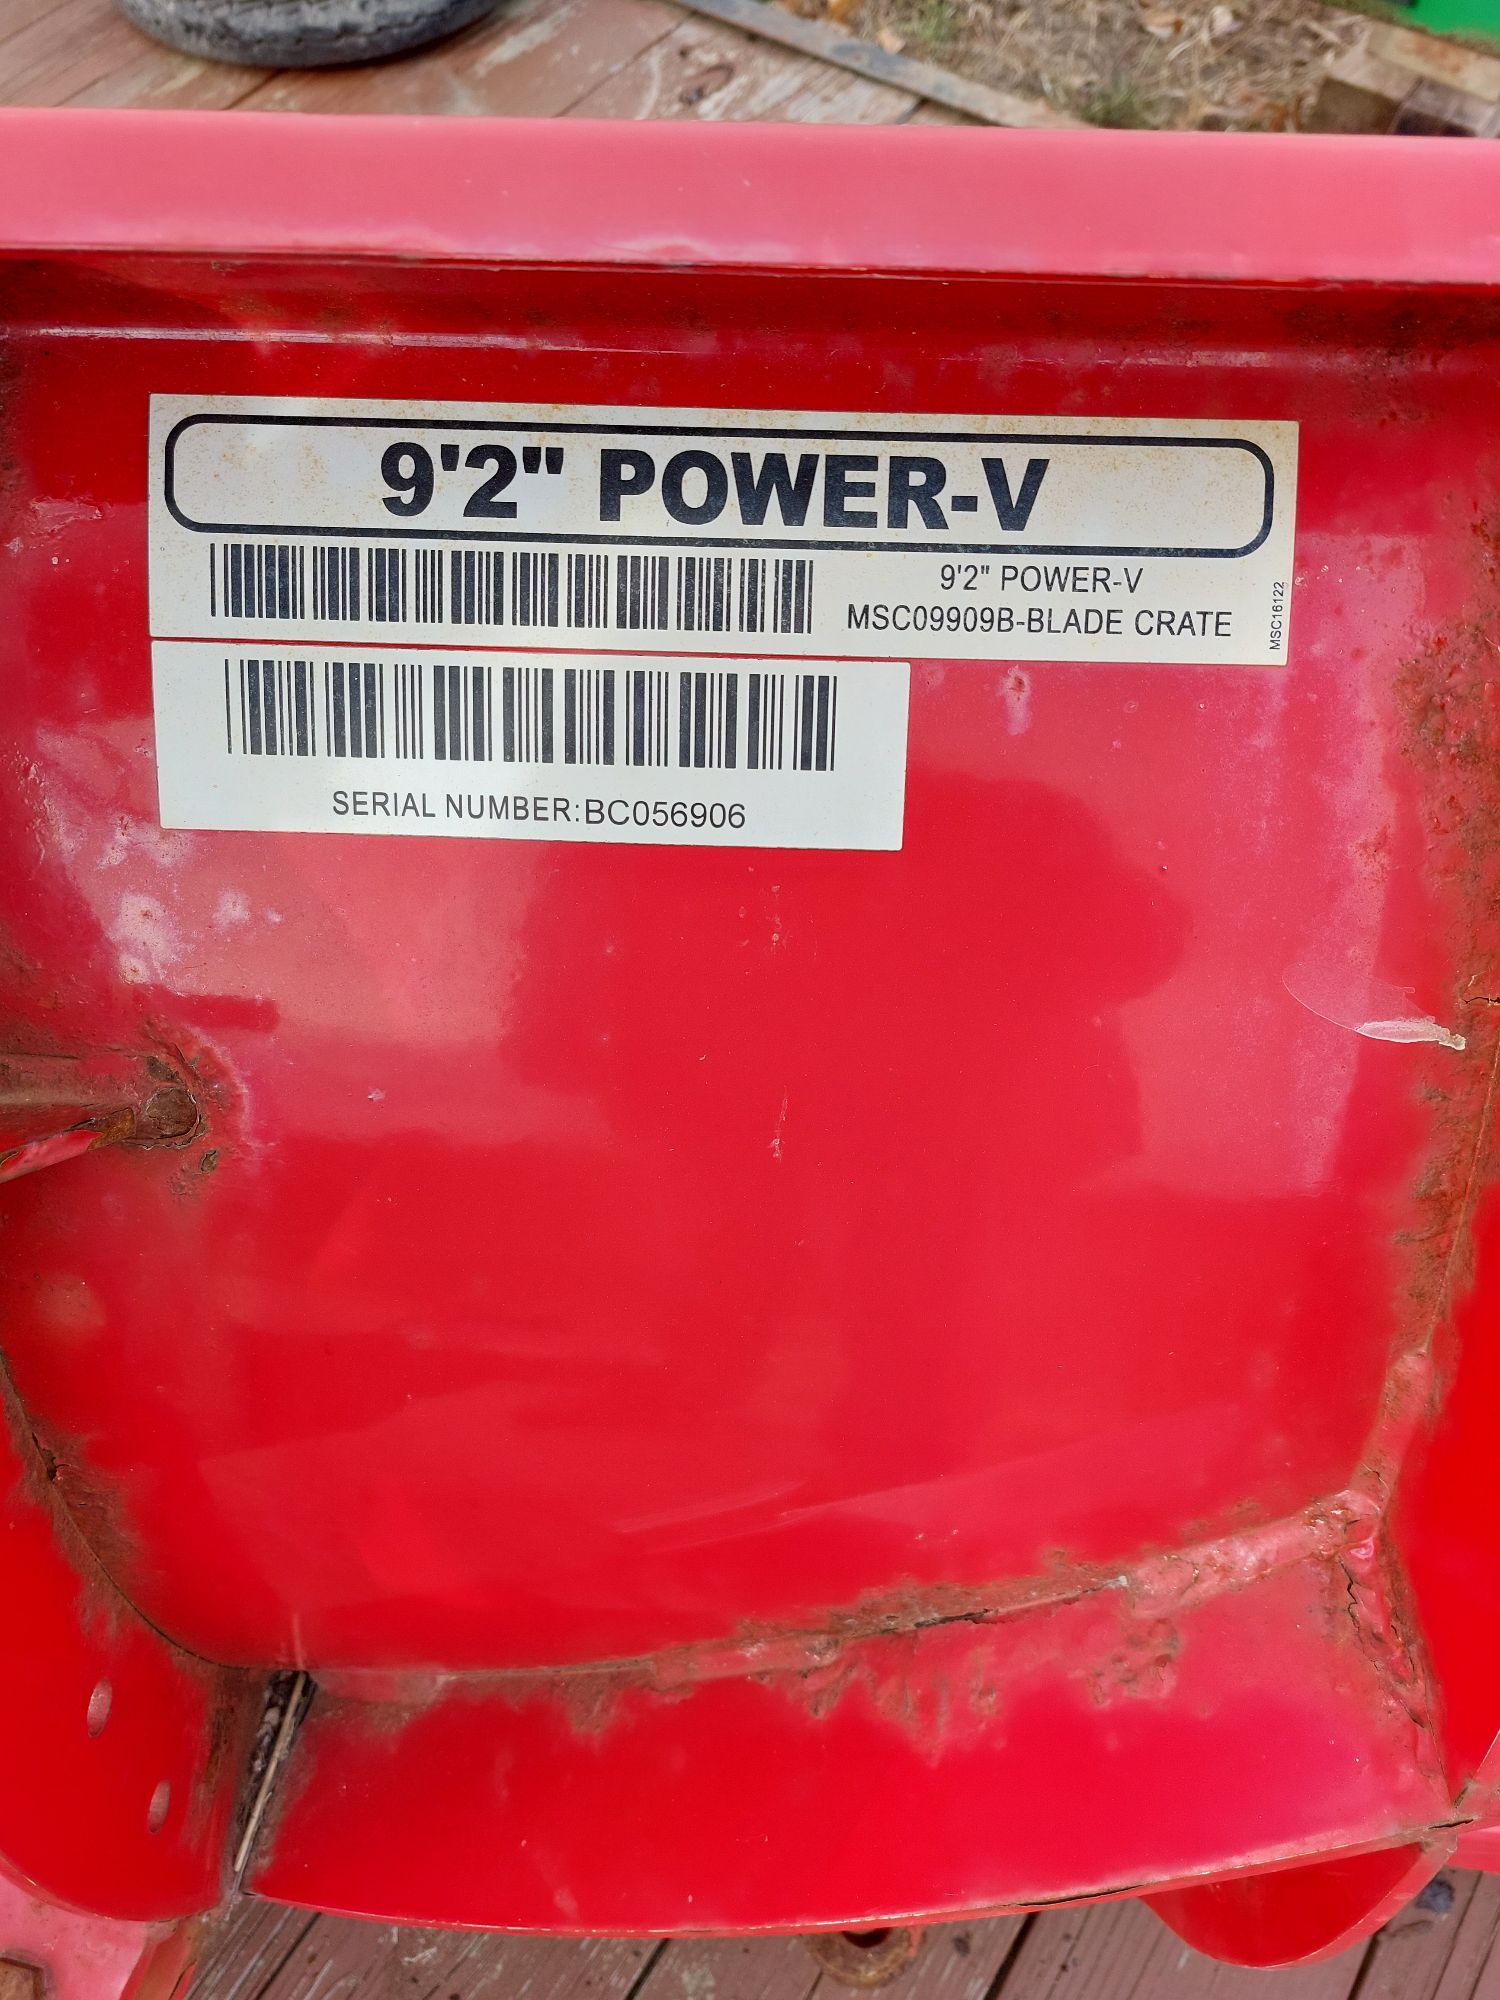 9'2" POWER-V
9'2" POWER-V
MSC09909B-BLADE CRATE
MSC16122
SERIAL NUMBER:BC056906